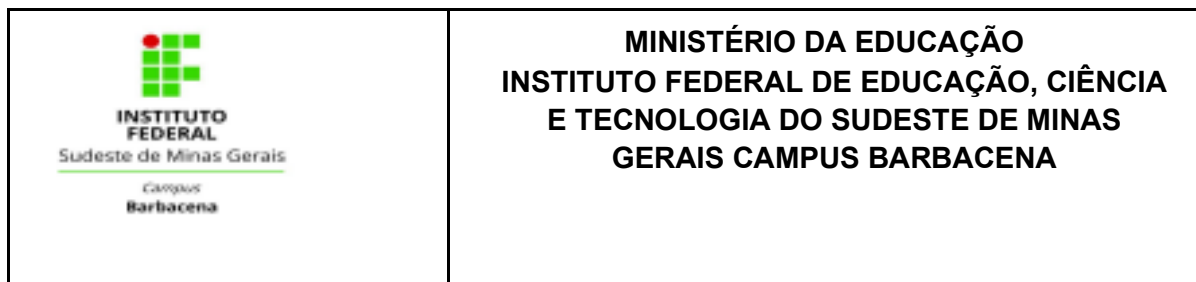 INSTITUTO
FEDERAL
Sudeste de Minas Gerais
Campus
Barbacena
MINISTÉRIO DA EDUCAÇÃO
INSTITUTO FEDERAL DE EDUCAÇÃO, CIÊNCIA
E TECNOLOGIA DO SUDESTE DE MINAS
GERAIS CAMPUS BARBACENA